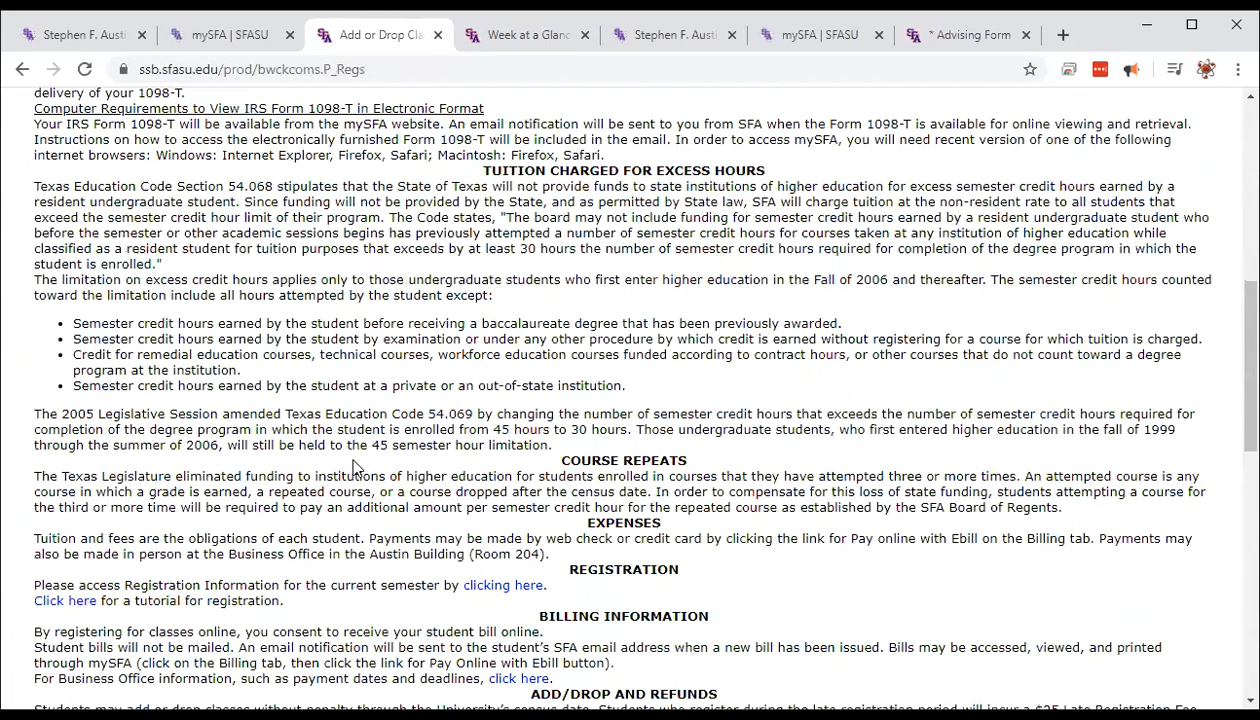 Stephen F. Austi
mySFA | SFASU
Add or Drop Cla
Week at a Glanc
Stephen F. Austi
mySFA | SFASU
* Advising Form
ssb.sfasu.edu/prod/bwckcoms.P_Regs
delivery of your 1098-T.
Computer Requirements to View IRS Form 1098-T in Electronic Format
Your IRS Form 1098-T will be available from the mySFA website. An email notification will be sent to you from SFA when the Form 1098-T is available for online viewing and retrieval.
Instructions on how to access the electronically furnished Form 1098-T will be included in the email. In order to access mySFA, you will need recent version of one of the following
internet browsers: Windows: Internet Explorer, Firefox, Safari; Macintosh: Firefox, Safari.
TUITION CHARGED FOR EXCESS HOURS
Texas Education Code Section 54.068 stipulates that the State of Texas will not provide funds to state institutions of higher education for excess semester credit hours earned by a
resident undergraduate student. Since funding will not be provided by the State, and as permitted by State law, SFA will charge tuition at the non-resident rate to all students that
exceed the semester credit hour limit of their program. The Code states, "The board may not include funding for semester credit hours earned by a resident undergraduate student who
before the semester or other academic sessions begins has previously attempted a number of semester credit hours for courses taken at any institution of higher education while
classified as a resident student for tuition purposes that exceeds by at least 30 hours the number of semester credit hours required for completion of the degree program in which the
student is enrolled."
The limitation on excess credit hours applies only to those undergraduate students who first enter higher education in the Fall of 2006 and thereafter. The semester credit hours counted
toward the limitation include all hours attempted by the student except:
• Semester credit hours earned by the student before receiving a baccalaureate degree that has been previously awarded.
• Semester credit hours earned by the student by examination or under any other procedure by which credit is earned without registering for a course for which tuition is charged.
• Credit for remedial education courses, technical courses, workforce education courses funded according to contract hours, or other courses that do not count toward a degree
program at the institution.
• Semester credit hours earned by the student at a private or an out-of-state institution.
The 2005 Legislative Session amended Texas Education Code 54.069 by changing the number of semester credit hours that exceeds the number of semester credit hours required for
completion of the degree program in which the student is enrolled from 45 hours to 30 hours. Those undergraduate students, who first entered higher education in the fall of 1999
through the summer of 2006, will still be held to the 45 semester hour limitation.
COURSE REPEATS
The Texas Legislature eliminated funding to institutions of higher education for students enrolled in courses that they have attempted three or more times. An attempted course is any
course in which a grade is earned, a repeated course, or a course dropped after the census date. In order to compensate for this loss of state funding, students attempting a course for
the third or more time will be required to pay an additional amount per semester credit hour for the repeated course as established by the SFA Board of Regents.
EXPENSES
Tuition and fees are the obligations of each student. Payments may be made by web check or credit card by clicking the link for Pay online with Ebill on the Billing tab. Payments may
also be made in person at the Business Office in the Austin Building (Room 204).
REGISTRATION
Please access Registration Information for the current semester by clicking here.
Click here for a tutorial for registration.
BILLING INFORMATION
By registering for classes online, you consent to receive your student bill online.
Student bills will not be mailed. An email notification will be sent to the student's SFA email address when a new bill has been issued. Bills may be accessed, viewed, and printed
through mySFA (click on the Billing tab, then click the link for Pay Online with Ebill button).
For Business Office information, such as payment dates and deadlines, click here.
ADD/DROP AND REFUNDS
Students may add or drop classes without penalty through the University's census date. Students who register during the late registration period will incur a $25 Late Registration Fee